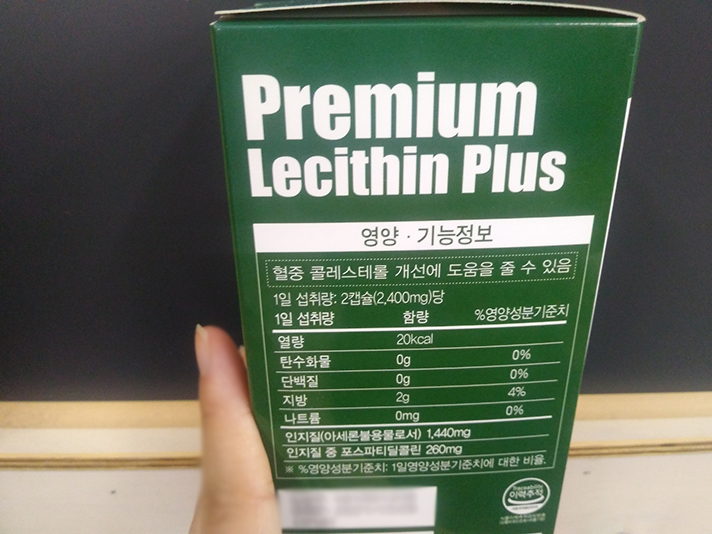 Premium
Lecithin Plus
영양 · 기능정보
혈중 콜레스테롤 개선에 도움을 줄 수 있음
1일 섭취량: 2캡슐(2,400mg)당
1일 섭취량 함량 %영양성분기준치
열량 20kcal
탄수화물 0g 0%
단백질 0g 0%
지방 2g 4%
나트륨 0mg 0%
인지질(아세톤불용물로서) 1,440mg
인지질 중 포스파티딜콜린 260mg
※ %영양성분기준치: 1일영양성분기준치에 대한 비율.
Traceability
이력추적